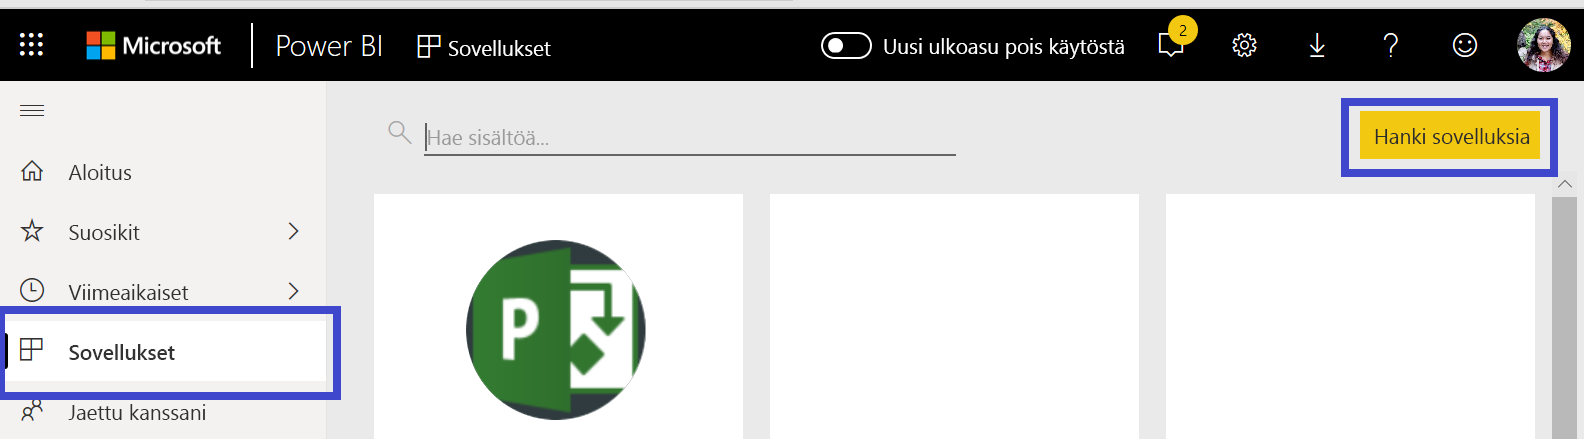 Microsoft Power BI Sovellukset Uusi ulkoasu pois käytöstä 2
Hae sisältöä... Hanki sovelluksia
Aloitus
Suosikit
Viimeaikaiset
Sovellukset
Jaettu kanssani
P